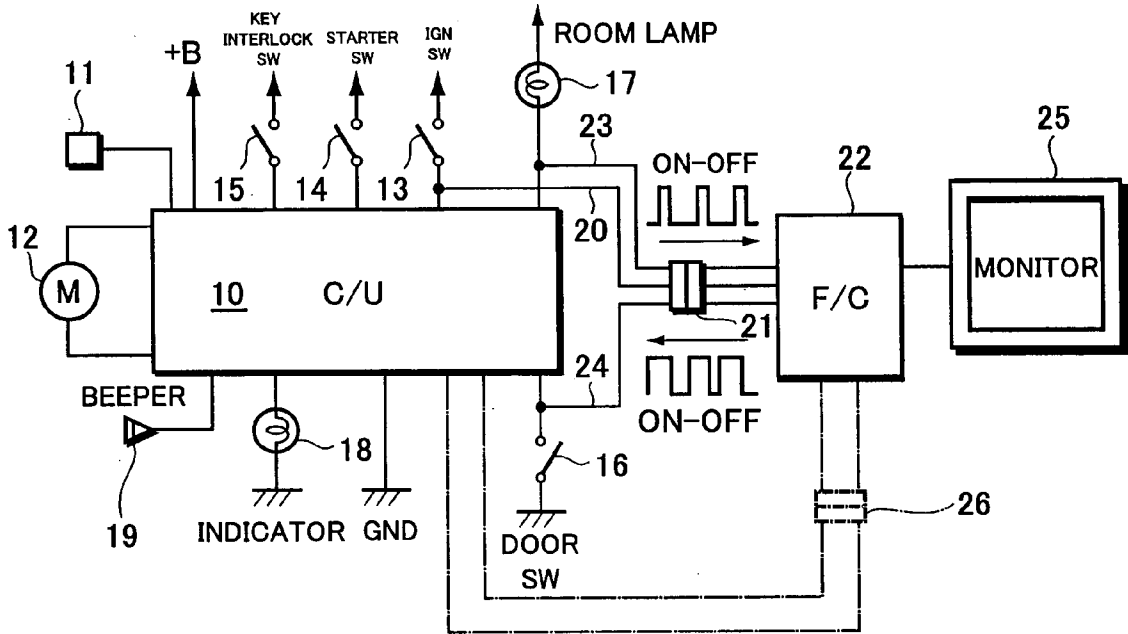 KEY
INTERLOCK
SW
STARTER
SW
IGN
SW
+B
ROOM LAMP
11
17
15
14
13
23
20
ON-OFF
22
25
12
M
10
C/U
F/C
MONITOR
21
24
ON-OFF
BEEPER
19
18
INDICATOR
GND
16
DOOR
SW
26